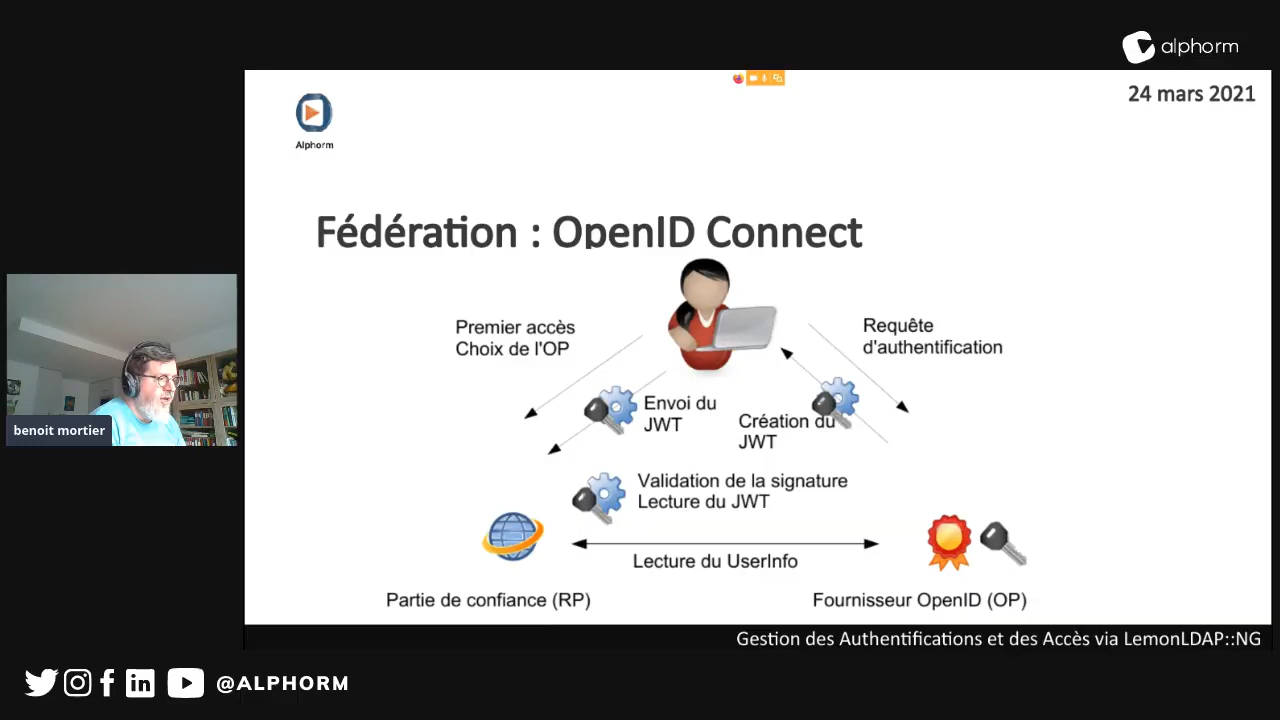 alphorm
24 mars 2021
Alphorm
Fédération : OpenID Connect
Premier accès
Choix de l'OP
Requête
d'authentification
Envoi du
JWT
Création du
JWT
benoit mortier
Validation de la signature
Lecture du JWT
Lecture du UserInfo
Partie de confiance (RP)
Fournisseur OpenID (OP)
Gestion des Authentifications et des Accès via LemonLDAP::NG
@ALPHORM